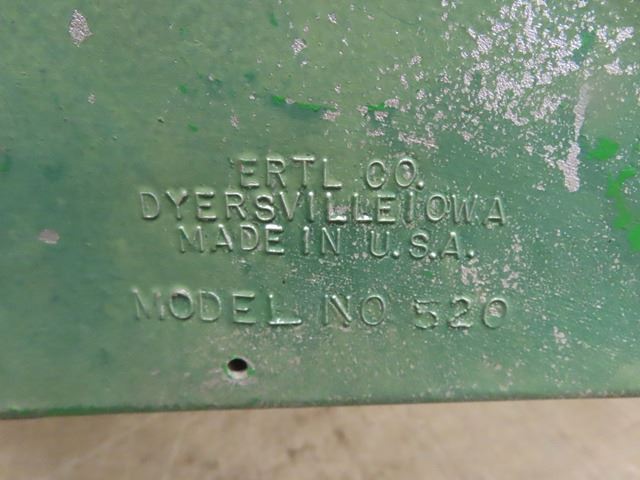 ERTL CO.
DYERSVILLE IOWA
MADE IN U.S.A.
MODEL NO 520